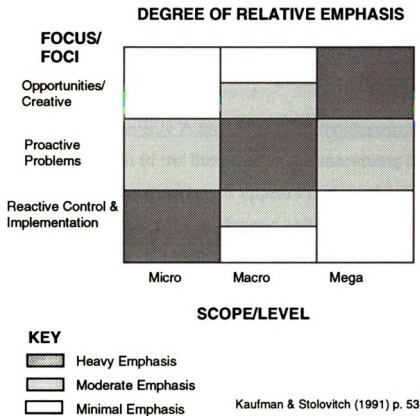 DEGREE OF RELATIVE EMPHASIS
FOCUS/
FOCI
Opportunities/
Creative
Proactive
Problems
Reactive Control &
Implementation
Micro Macro Mega
SCOPE/LEVEL
KEY
Heavy Emphasis
Moderate Emphasis
Minimal Emphasis
Kaufman & Stolovitch (1991) p. 53